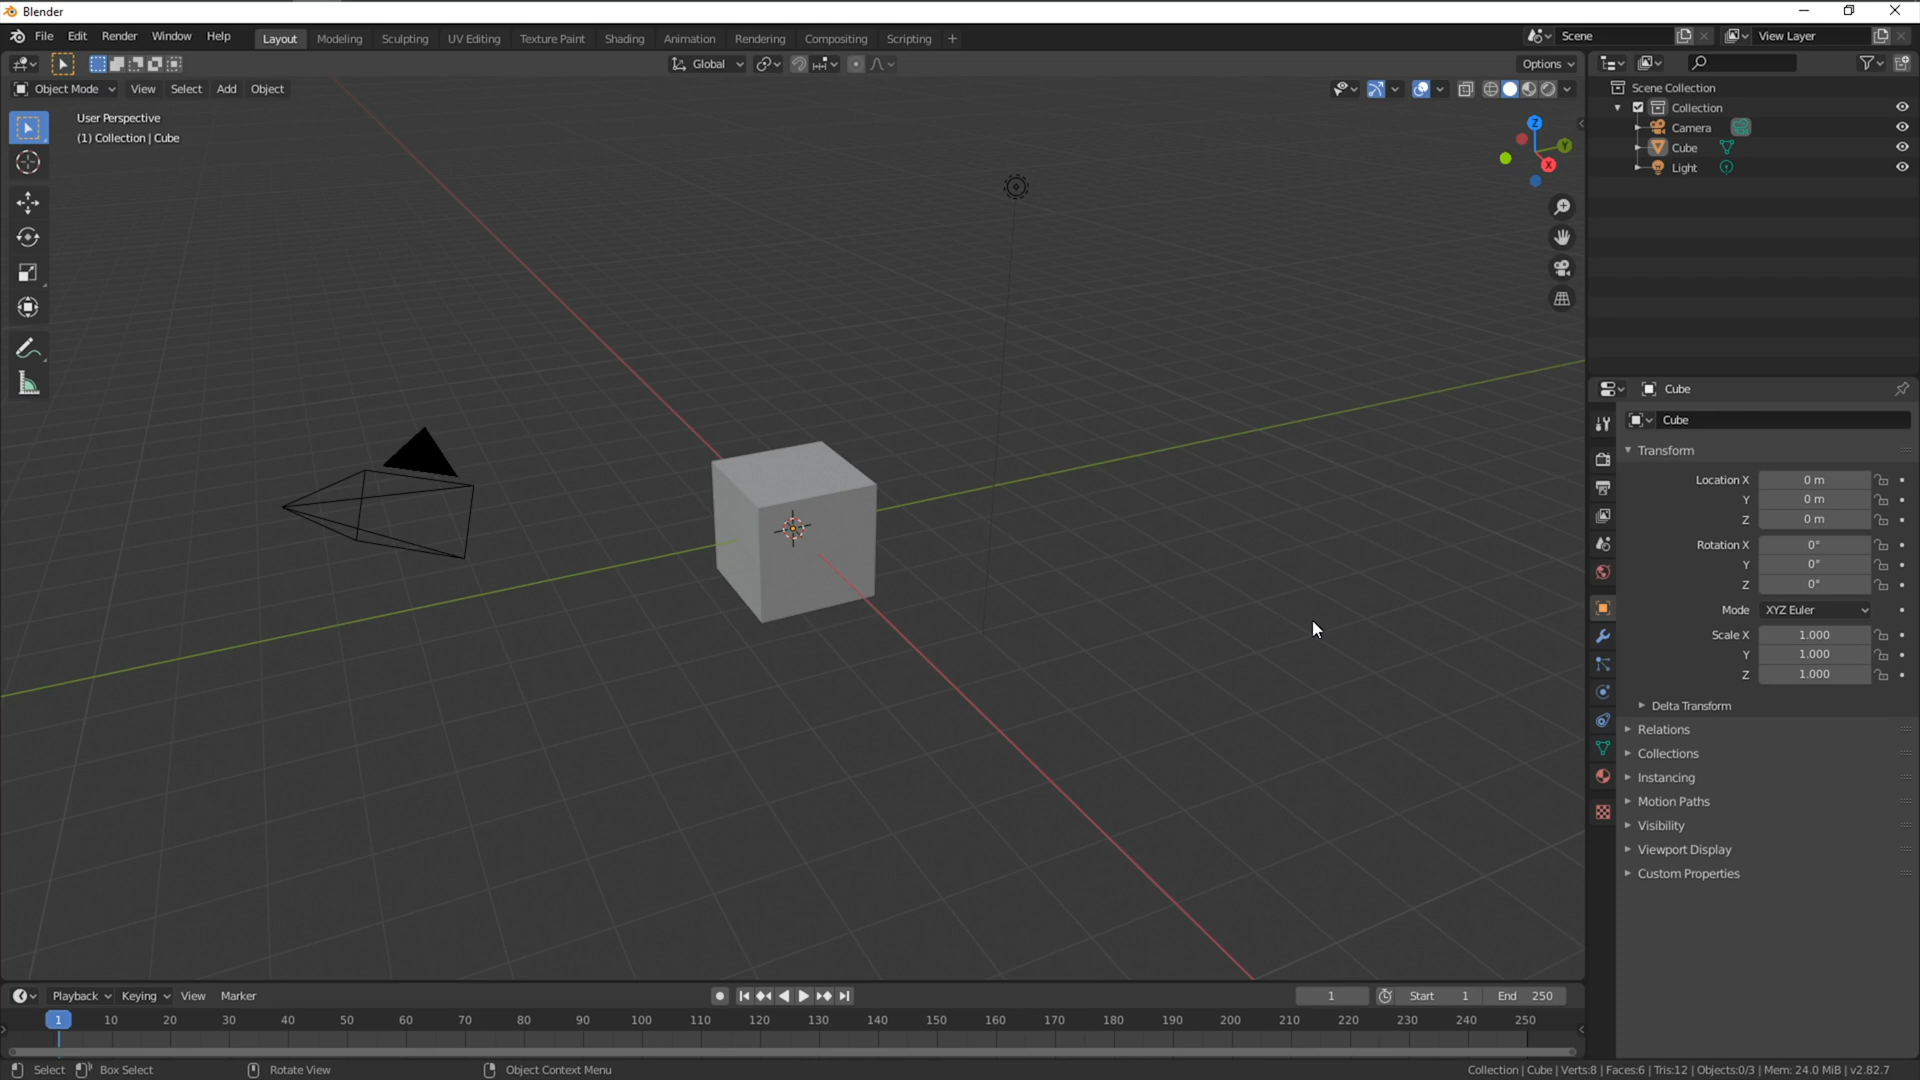 Blender
File Edit Render Window Help Layout Modeling Sculpting UV Editing Texture Paint Shading Animation Rendering Compositing Scripting + Scene View Layer
Global Options
Object Mode View Select Add Object
User Perspective
(1) Collection | Cube
Z
Y
X
Scene Collection
Collection
Camera
Cube
Light
Cube
Cube
Transform
Location X 0 m
Y 0 m
Z 0 m
Rotation X 0°
Y 0°
Z 0°
Mode XYZ Euler
Scale X 1.000
Y 1.000
Z 1.000
Delta Transform
Relations
Collections
Instancing
Motion Paths
Visibility
Viewport Display
Custom Properties
Playback Keying View Marker 1 Start 1 End 250
1 10 20 30 40 50 60 70 80 90 100 110 120 130 140 150 160 170 180 190 200 210 220 230 240 250
Select Box Select Rotate View Object Context Menu Collection | Cube | Verts:8 | Faces:6 | Tris:12 | Objects:0/3 | Mem: 24.0 MiB | v2.82.7